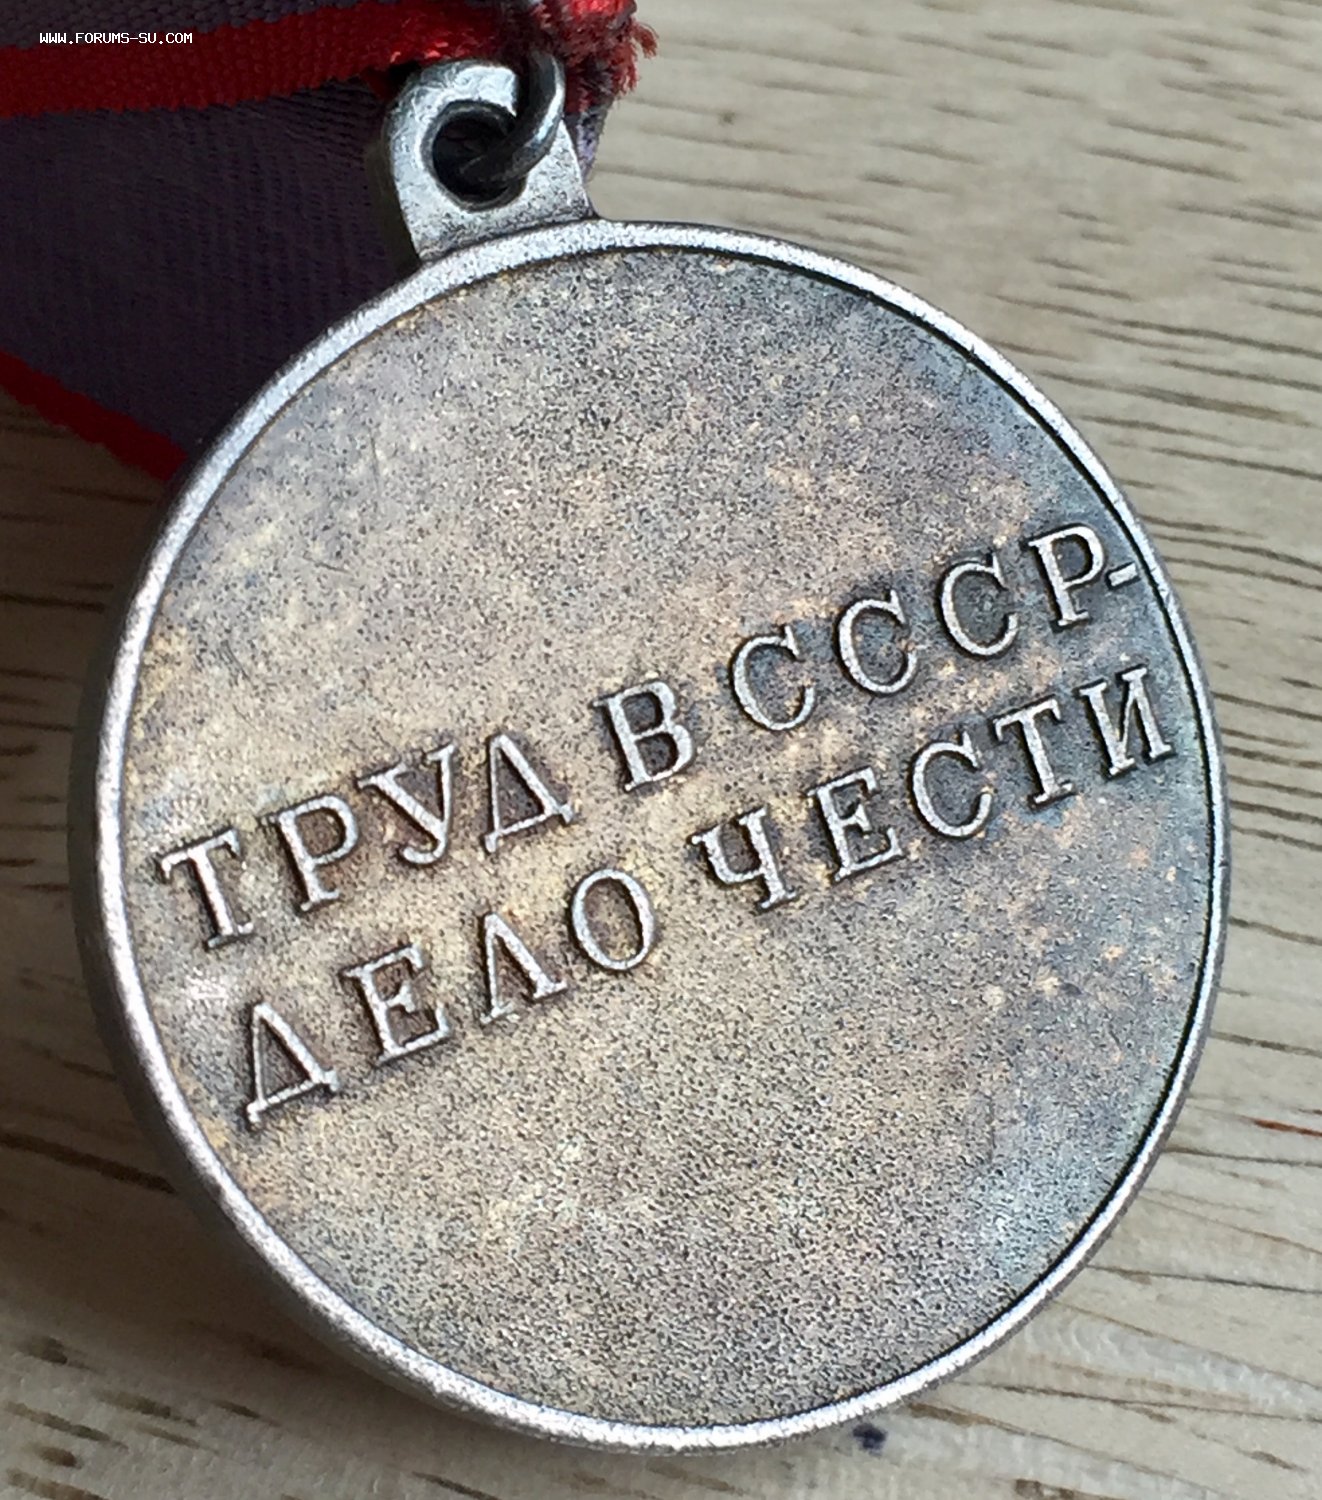 WWW.FORUMS-SU.COM
ТРУД В СССР-
ДЕЛО ЧЕСТИ